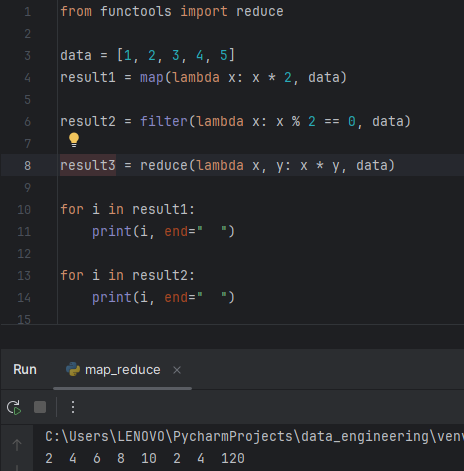 1 from functools import reduce
2
3 data = [1, 2, 3, 4, 5]
4 result1 = map(lambda x: x * 2, data)
5
6 result2 = filter(lambda x: x % 2 == 0, data)
7
8 result3 = reduce(lambda x, y: x * y, data)
9
10 for i in result1:
11     print(i, end="  ")
12
13 for i in result2:
14     print(i, end="  ")
15
Run map_reduce ×
C:\Users\LENOVO\PycharmProjects\data_engineering\venv
2  4  6  8  10  2  4  120